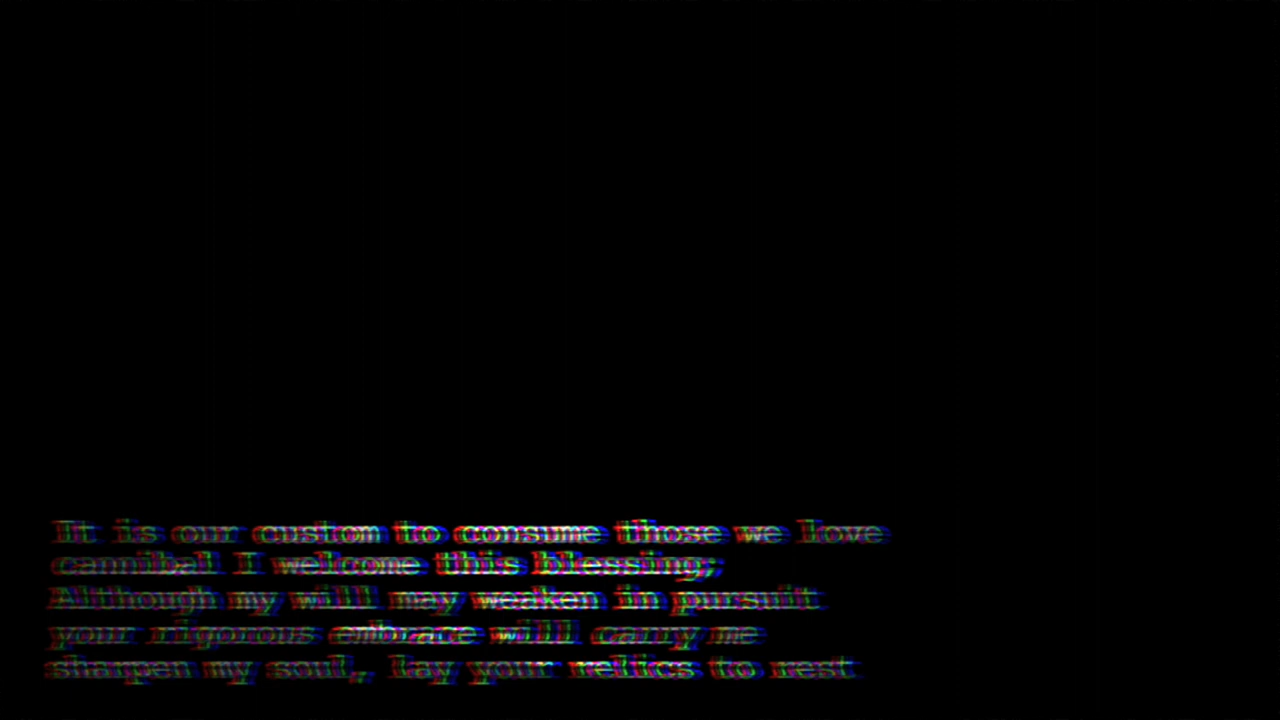 It is our custom to consume those we love
cannibal I welcome this blessing;
Although my will may weaken in pursuit
your rigorous embrace will carry me
sharpen my soul, lay your relics to rest